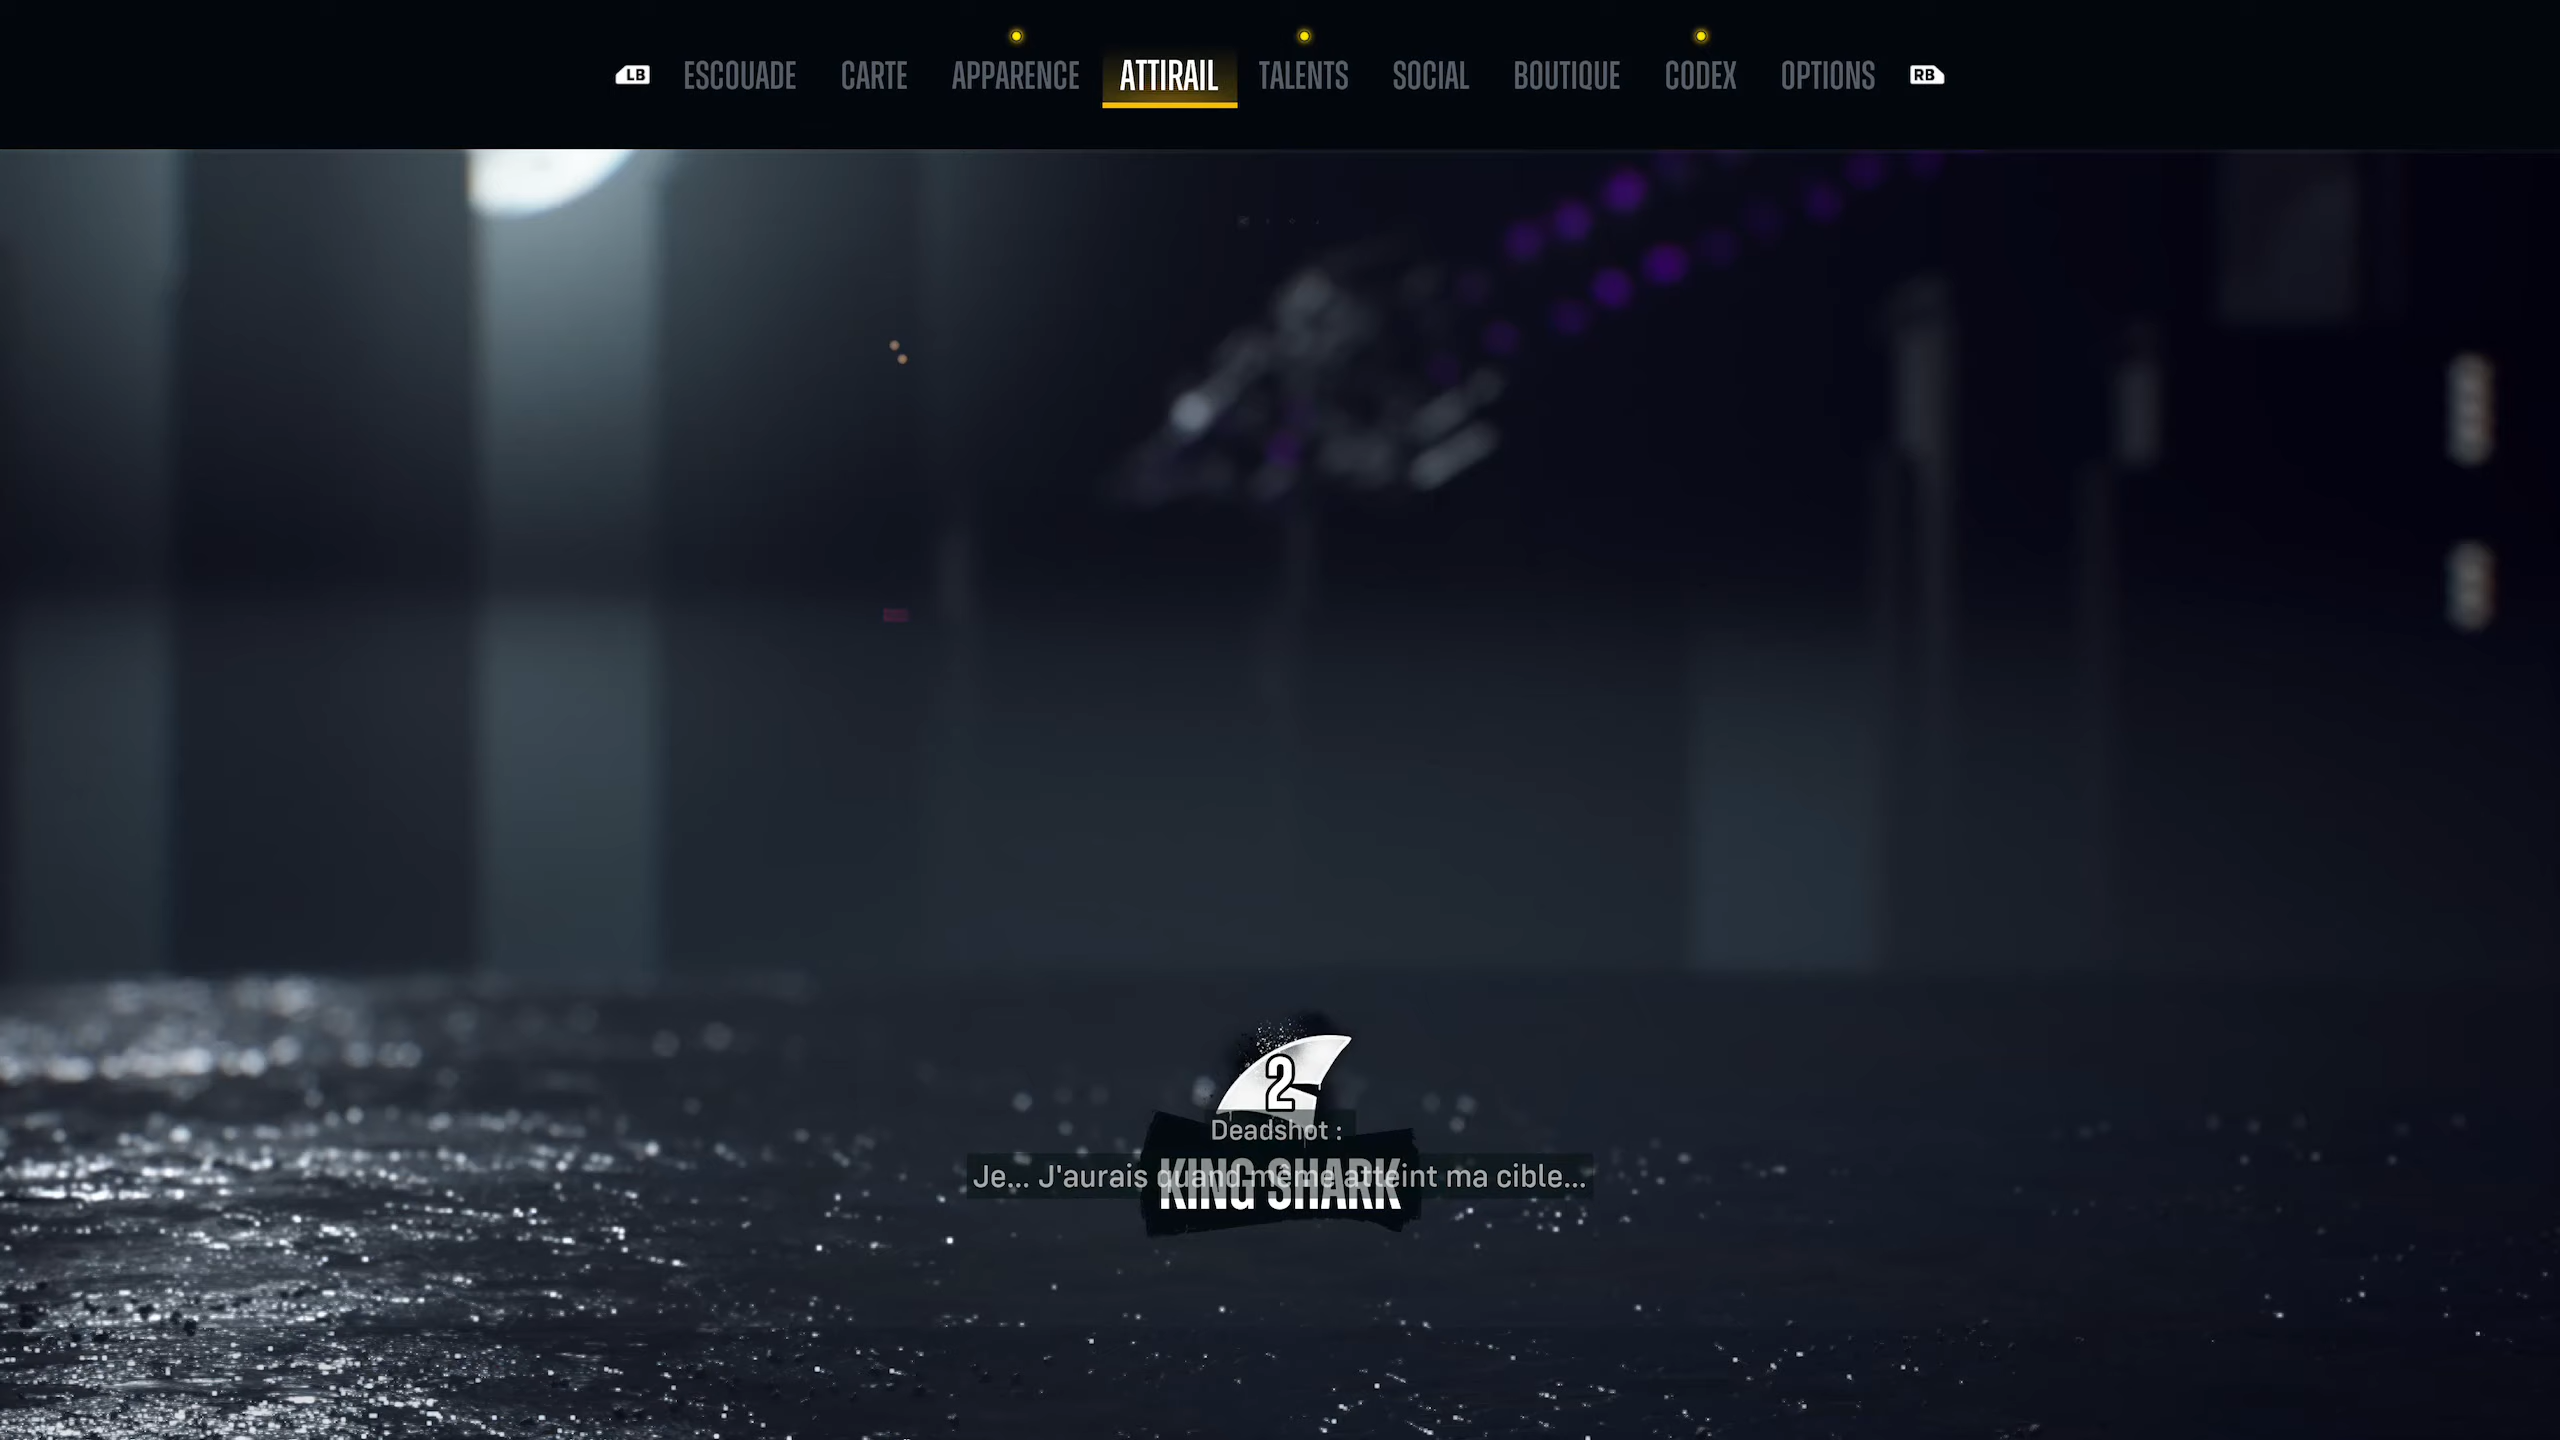 LB ESCOUADE CARTE APPARENCE ATTIRAIL TALENTS SOCIAL BOUTIQUE CODEX OPTIONS RB
2
Deadshot :
Je... J'aurais quand même atteint ma cible...
KING SHARK